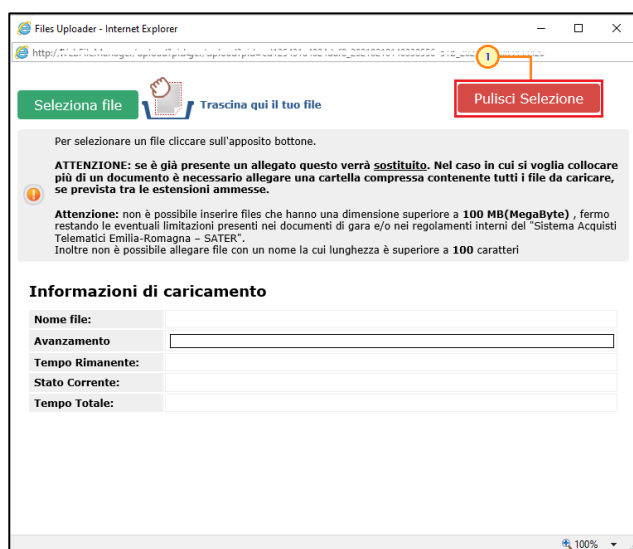 Files Uploader - Internet Explorer
1
Seleziona file
Trascina qui il tuo file
Pulisci Selezione
Per selezionare un file cliccare sull'apposito bottone.
ATTENZIONE: se è già presente un allegato questo verrà sostituito. Nel caso in cui si voglia collocare
più di un documento è necessario allegare una cartella compressa contenente tutti i file da caricare,
se prevista tra le estensioni ammesse.
Attenzione: non è possibile inserire files che hanno una dimensione superiore a 100 MB(MegaByte) , fermo
restando le eventuali limitazioni presenti nei documenti di gara e/o nei regolamenti interni del "Sistema Acquisti
Telematici Emilia-Romagna – SATER".
Inoltre non è possibile allegare file con un nome la cui lunghezza è superiore a 100 caratteri
Informazioni di caricamento
Nome file:
Avanzamento
Tempo Rimanente:
Stato Corrente:
Tempo Totale:
100%